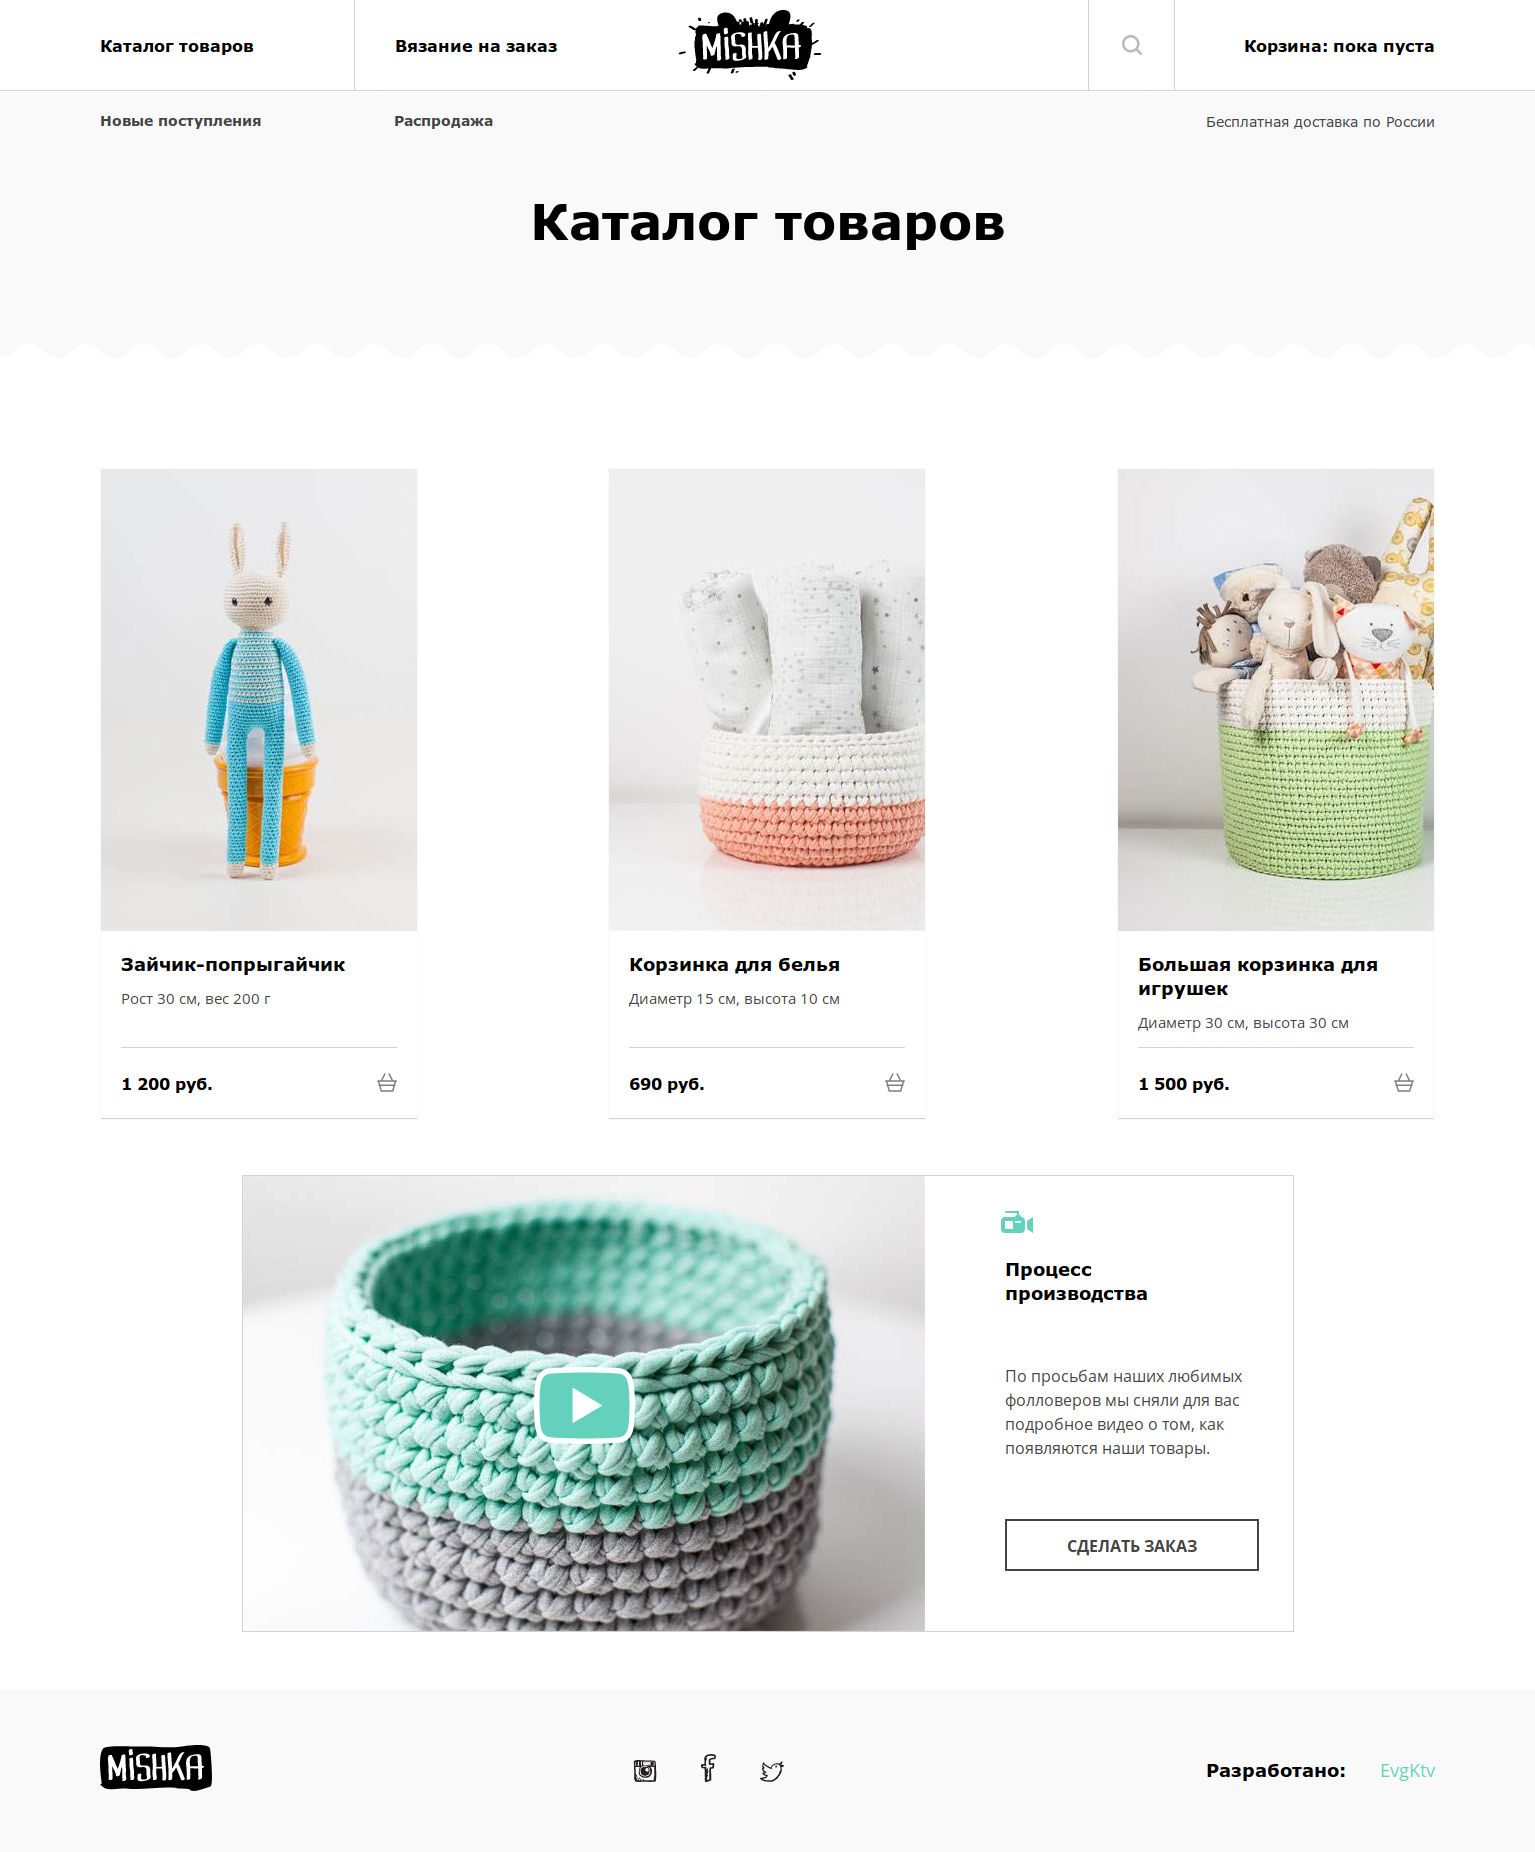 Каталог товаров
Вязание на заказ
MiSHKA
Корзина: пока пуста
Новые поступления
Распродажа
Бесплатная доставка по России
Каталог товаров
Зайчик-попрыгайчик
Рост 30 см, вес 200 г
1 200 руб.
Корзинка для белья
Диаметр 15 см, высота 10 см
690 руб.
Большая корзинка для
игрушек
Диаметр 30 см, высота 30 см
1 500 руб.
Процесс
производства
По просьбам наших любимых
фолловеров мы сняли для вас
подробное видео о том, как
появляются наши товары.
СДЕЛАТЬ ЗАКАЗ
MiSHKA
Разработано:
EvgKtv